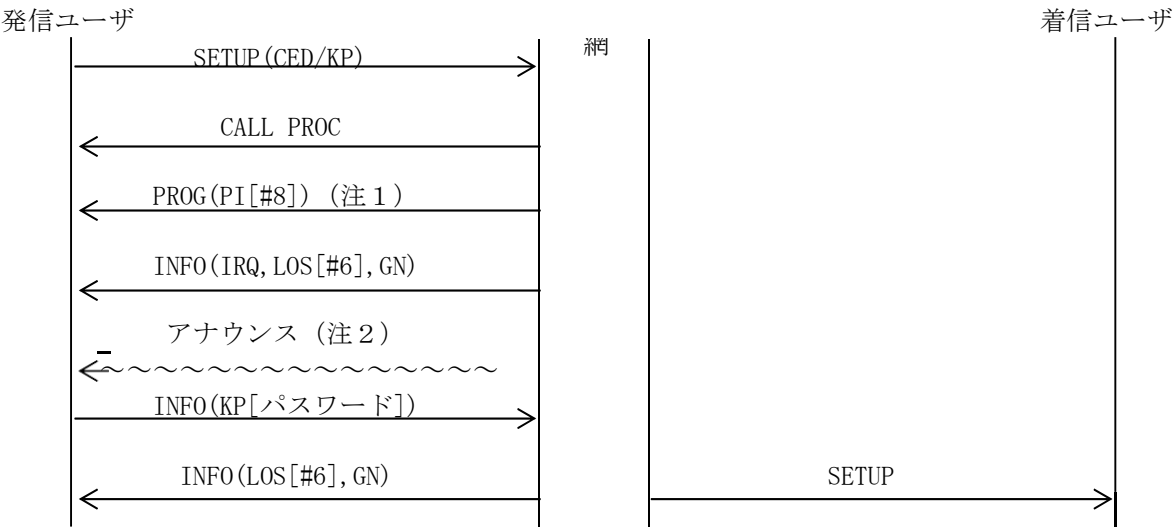 発信ユーザ
網
着信ユーザ
SETUP(CED/KP)
CALL PROC
PROG(PI[#8]) (注１)
INFO(IRQ,LOS[#6],GN)
アナウンス (注２)
INFO(KP[パスワード])
INFO(LOS[#6],GN)
SETUP